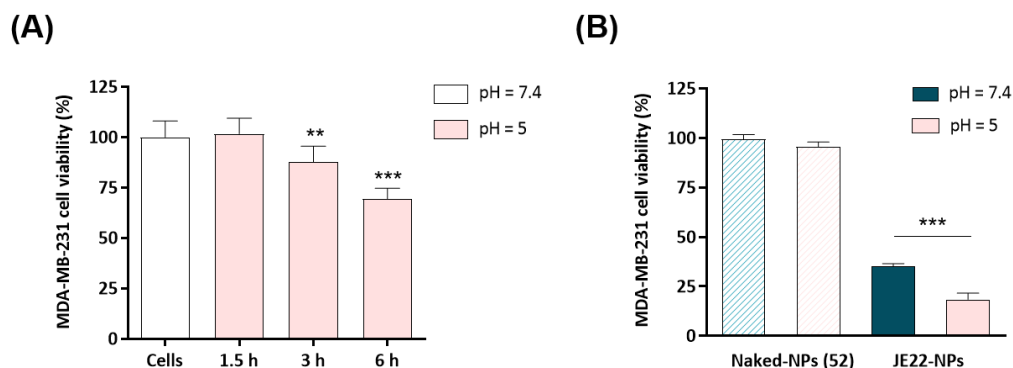 (A)
MDA-MB-231 cell viability (%)
125
100
75
50
25
0
**
***
Cells 1.5 h 3 h 6 h
pH = 7.4
pH = 5
(B)
MDA-MB-231 cell viability (%)
125
100
75
50
25
0
***
Naked-NPs (52) JE22-NPs
pH = 7.4
pH = 5